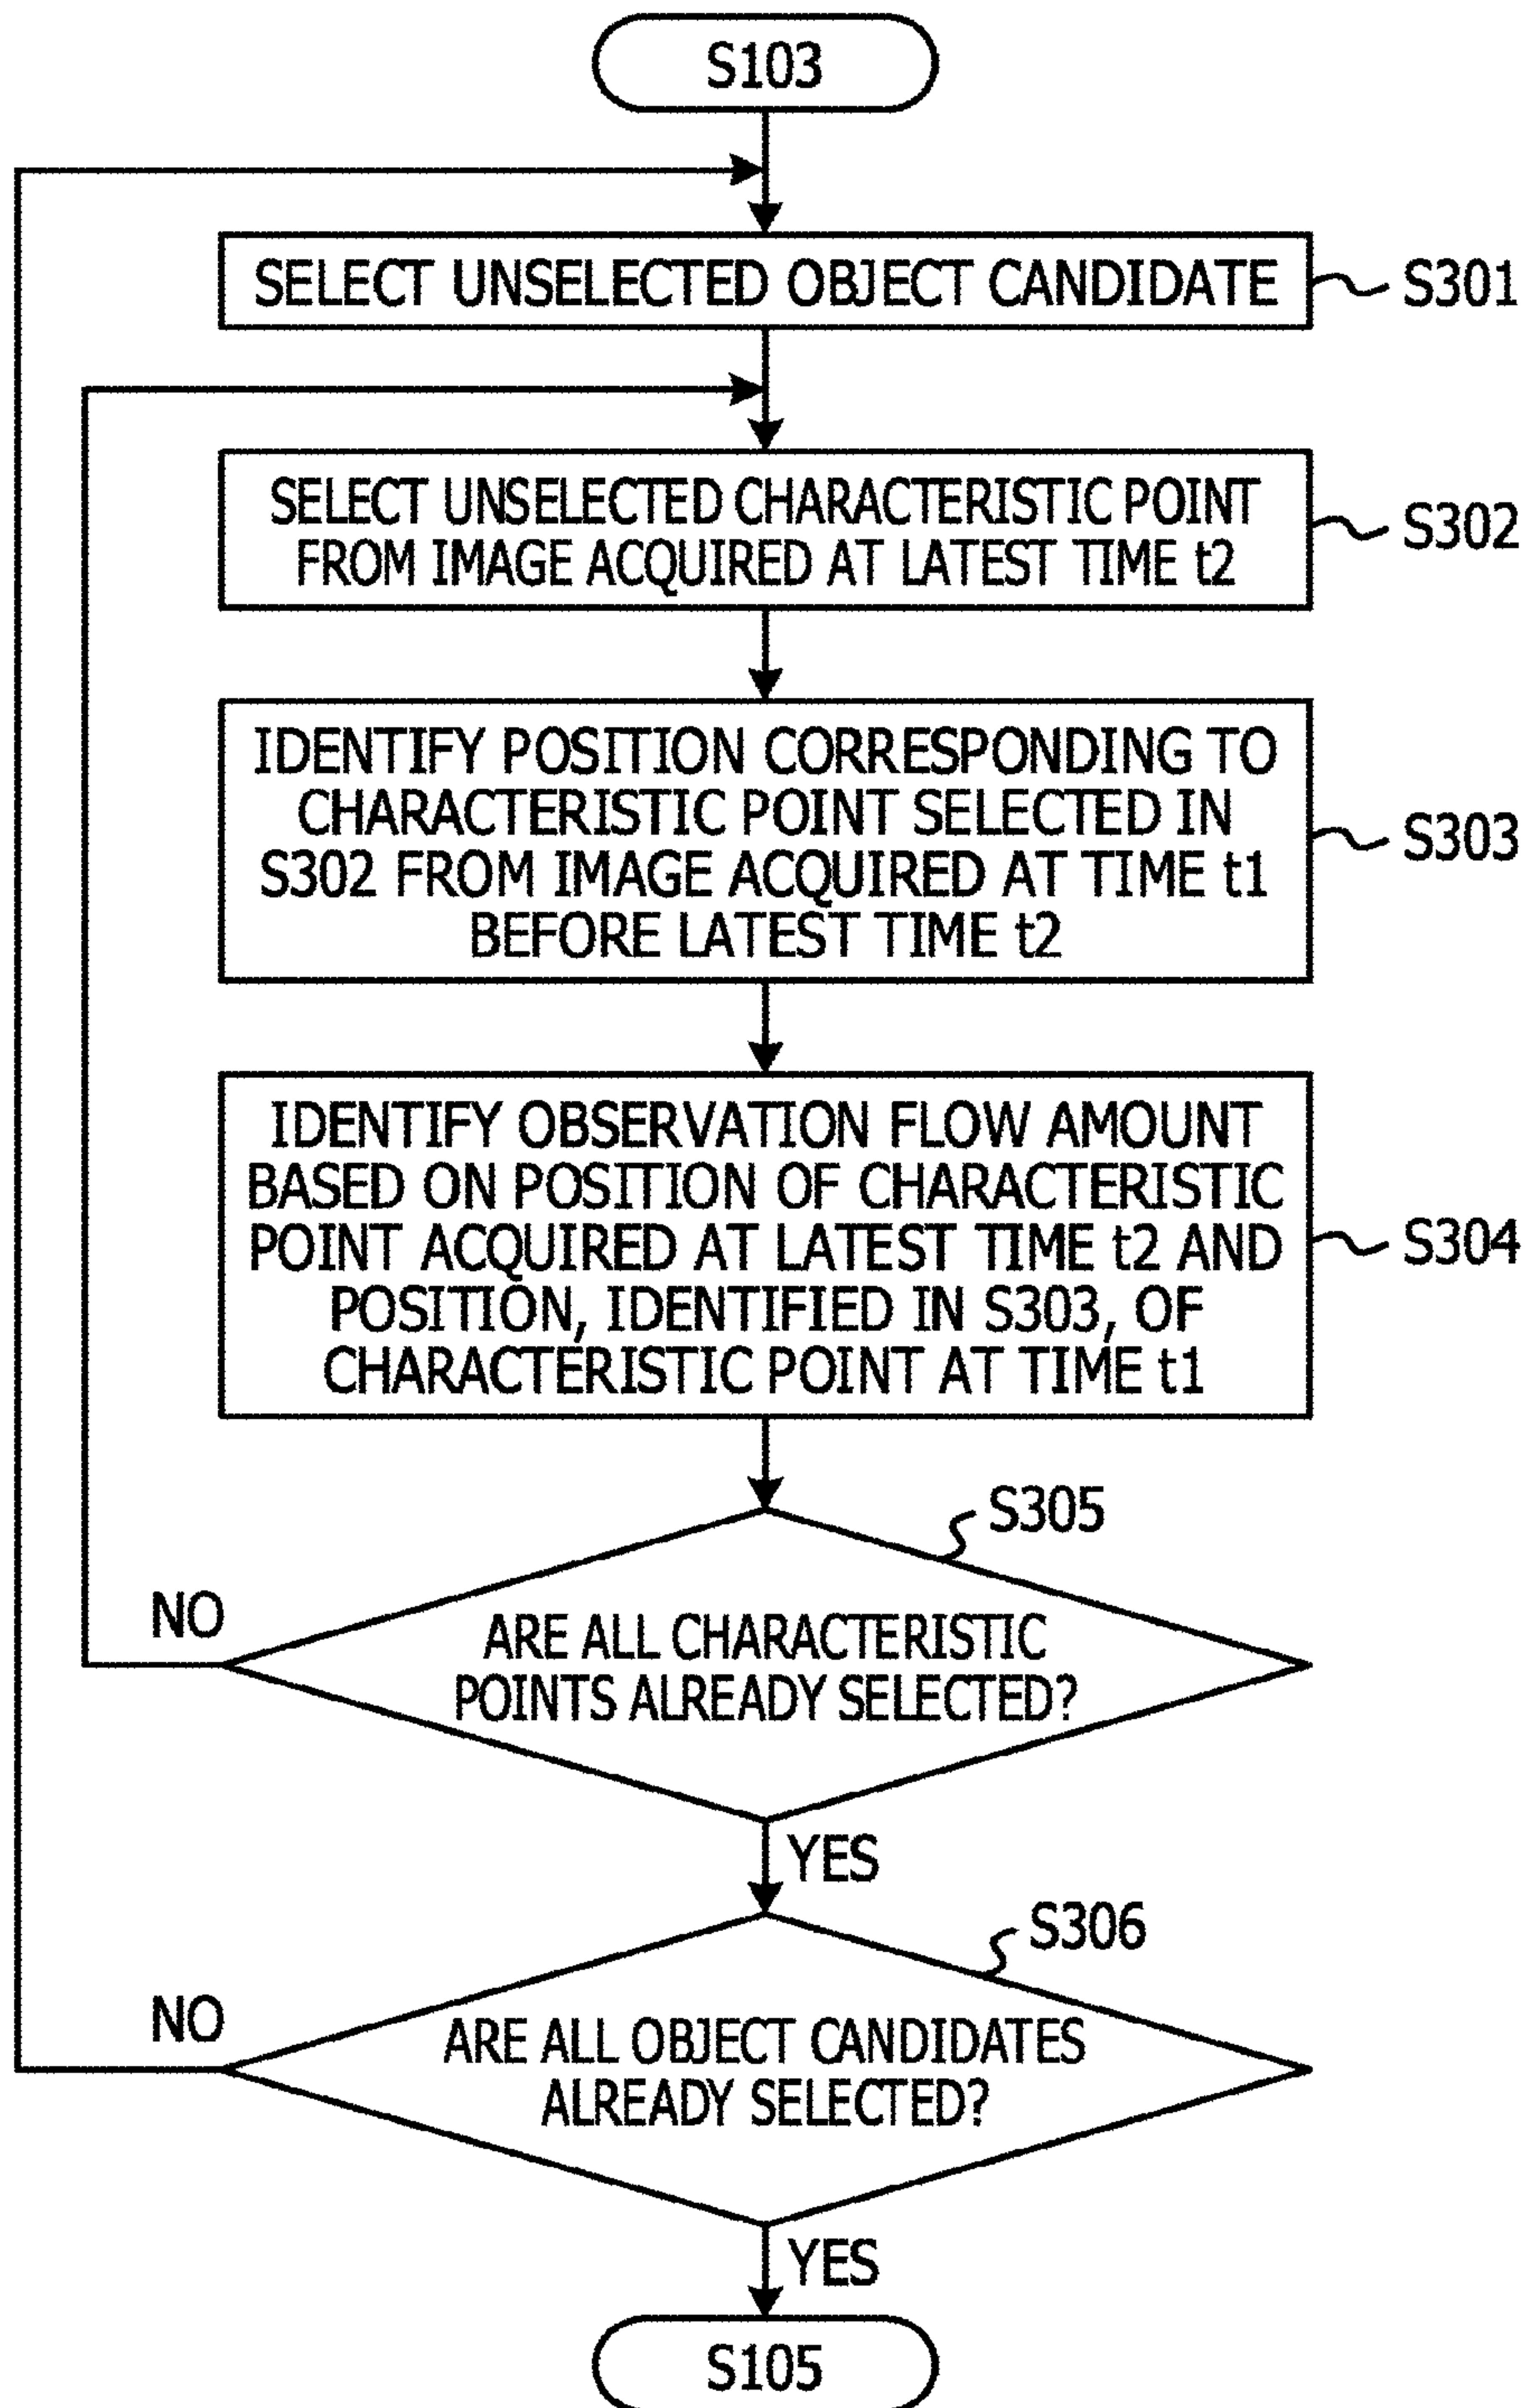 S103
SELECT UNSELECTED OBJECT CANDIDATE
S301
SELECT UNSELECTED CHARACTERISTIC POINT
FROM IMAGE ACQUIRED AT LATEST TIME t2
S302
IDENTIFY POSITION CORRESPONDING TO
CHARACTERISTIC POINT SELECTED IN
S302 FROM IMAGE ACQUIRED AT TIME t1
BEFORE LATEST TIME t2
S303
IDENTIFY OBSERVATION FLOW AMOUNT
BASED ON POSITION OF CHARACTERISTIC
POINT ACQUIRED AT LATEST TIME t2 AND
POSITION, IDENTIFIED IN S303, OF
CHARACTERISTIC POINT AT TIME t1
S304
S305
NO
ARE ALL CHARACTERISTIC
POINTS ALREADY SELECTED?
YES
S306
NO
ARE ALL OBJECT CANDIDATES
ALREADY SELECTED?
YES
S105